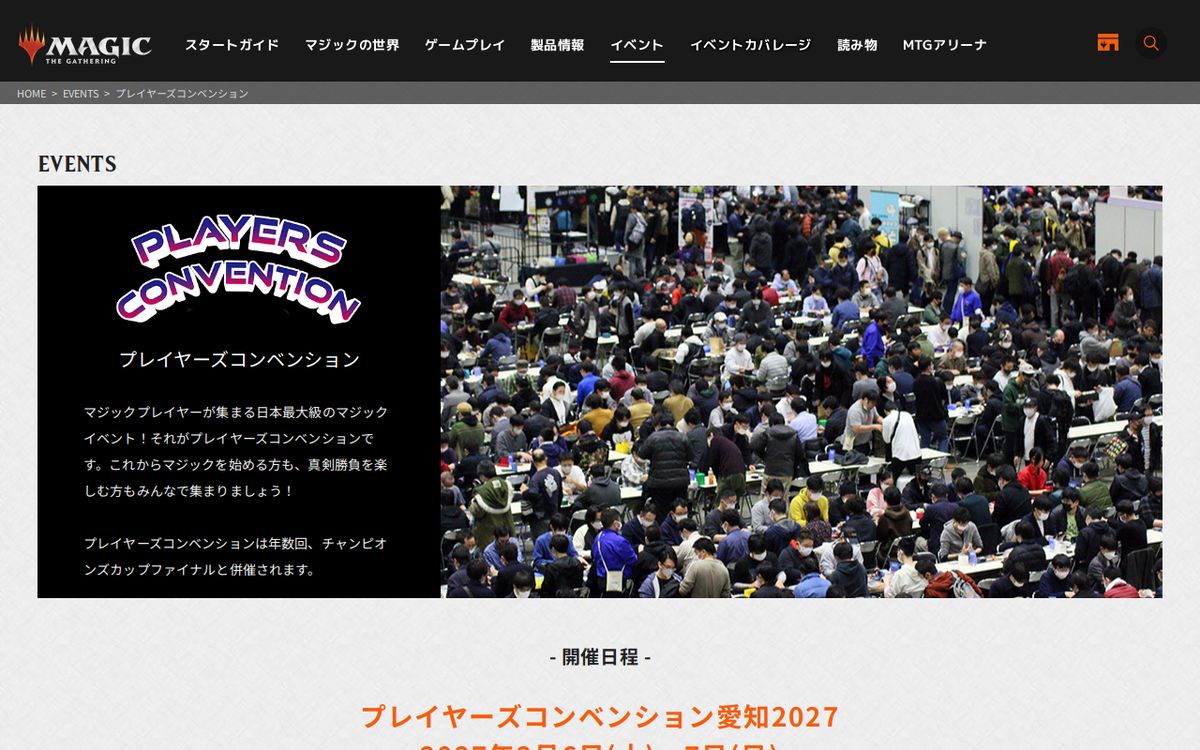 MAGIC
THE GATHERING
スタートガイド マジックの世界 ゲームプレイ 製品情報 イベント イベントカバレージ 読み物 MTGアリーナ
HOME > EVENTS > プレイヤーズコンベンション
EVENTS
PLAYERS
CONVENTION
プレイヤーズコンベンション
マジックプレイヤーが集まる日本最大級のマジック
イベント！それがプレイヤーズコンベンションで
す。これからマジックを始める方も、真剣勝負を楽
しむ方もみんなで集まりましょう！
プレイヤーズコンベンションは年数回、チャンピオ
ンズカップファイナルと併催されます。
- 開催日程 -
プレイヤーズコンベンション愛知2027